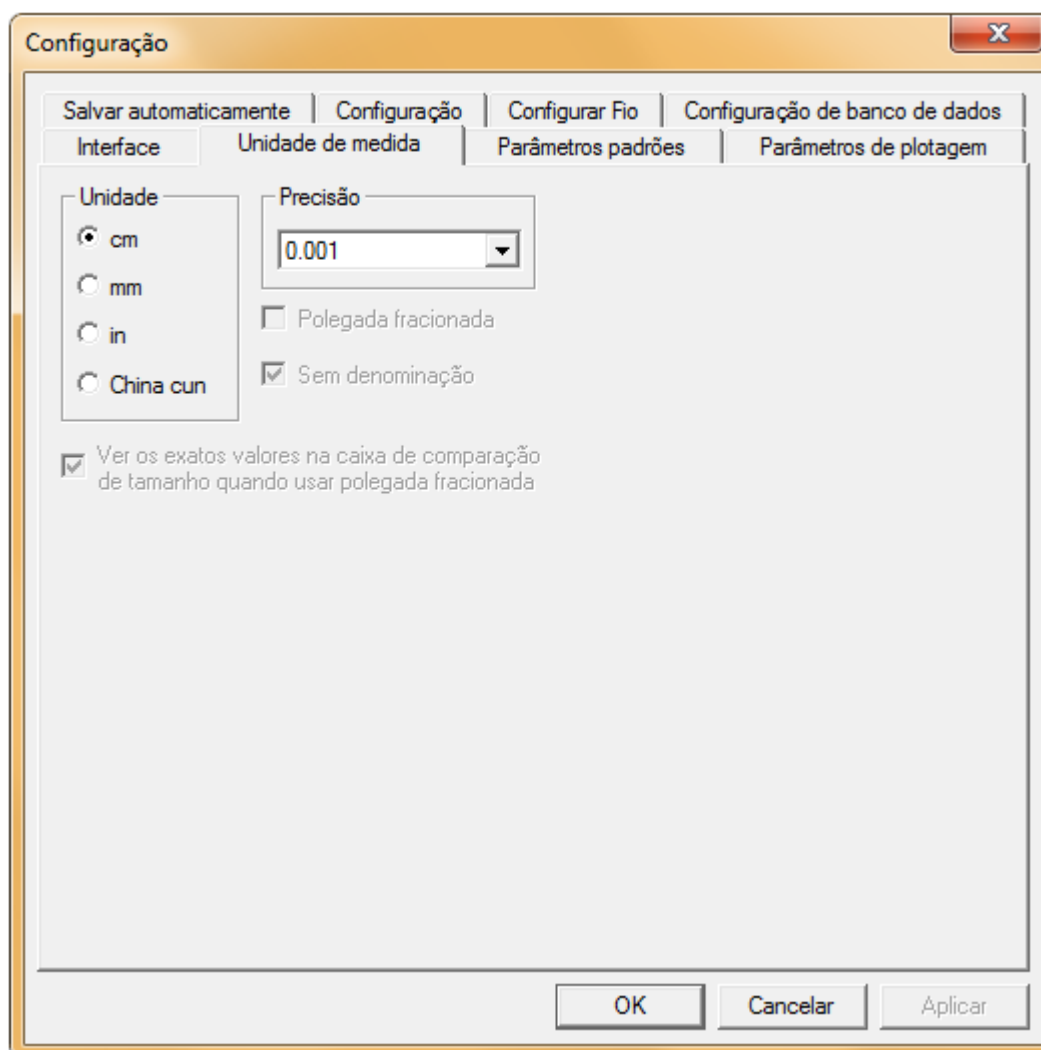 Configuração
Salvar automaticamente
Configuração
Configurar Fio
Configuração de banco de dados
Interface
Unidade de medida
Parâmetros padrões
Parâmetros de plotagem
Unidade
cm
mm
in
China cun
Precisão
0.001
Polegada fracionada
Sem denominação
Ver os exatos valores na caixa de comparação
de tamanho quando usar polegada fracionada
OK
Cancelar
Aplicar